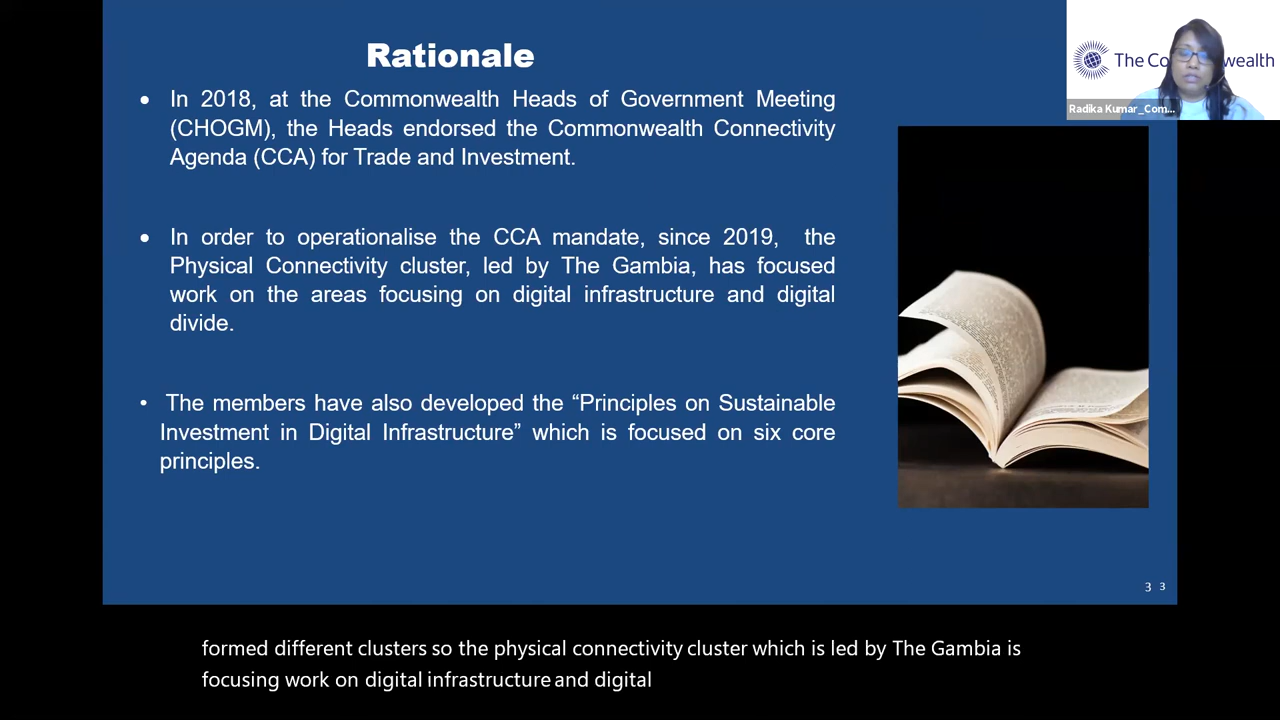 Rationale
• In 2018, at the Commonwealth Heads of Government Meeting
(CHOGM), the Heads endorsed the Commonwealth Connectivity
Agenda (CCA) for Trade and Investment.
• In order to operationalise the CCA mandate, since 2019, the
Physical Connectivity cluster, led by The Gambia, has focused
work on the areas focusing on digital infrastructure and digital
divide.
• The members have also developed the “Principles on Sustainable
Investment in Digital Infrastructure” which is focused on six core
principles.
The Co wealth
Radika Kumar_Com...
3 3
formed different clusters so the physical connectivity cluster which is led by The Gambia is
focusing work on digital infrastructure and digital